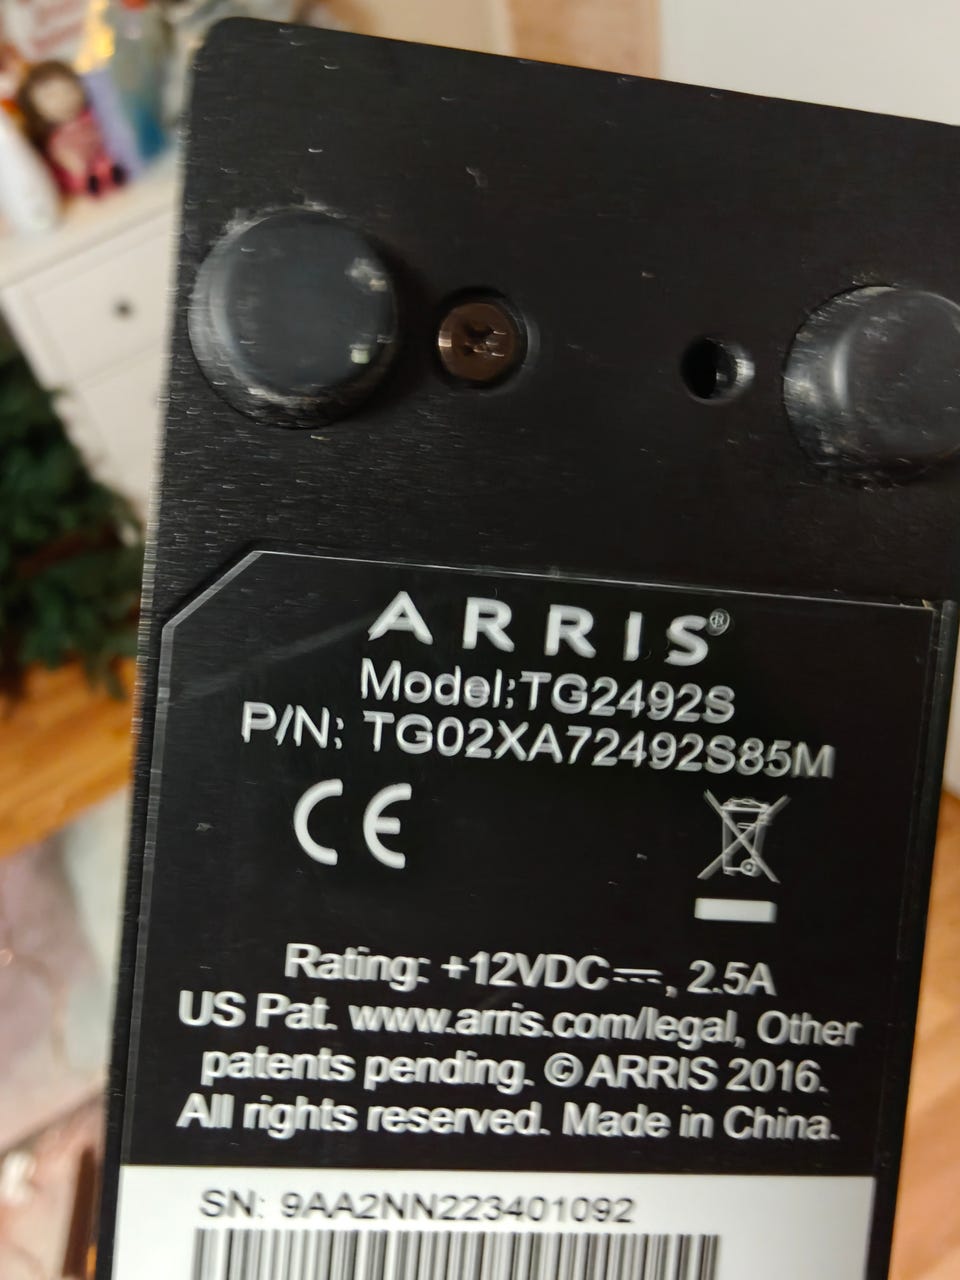 ARRIS®
Model:TG2492S
P/N: TG02XA72492S85M
CE
Rating: +12VDC⎓, 2.5A
US Pat. www.arris.com/legal, Other
patents pending. © ARRIS 2016.
All rights reserved. Made in China.
SN: 9AA2NN223401092